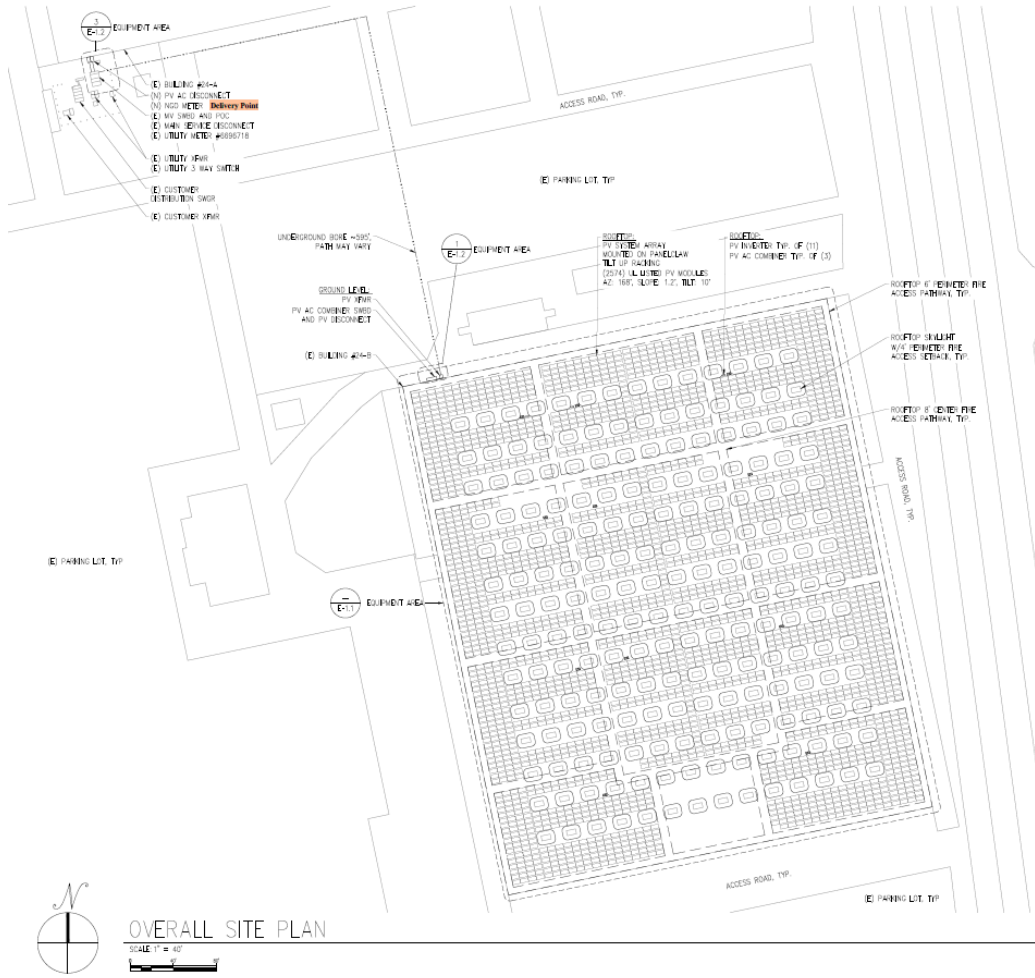 3
E-1.2
EQUIPMENT AREA
(E) BUILDING #24-A
(N) PV AC DISCONNECT
(N) NGO METER Delivery Point
(E) MV SWBD AND POC
(E) MAIN SERVICE DISCONNECT
(E) UTILITY METER #6696718
(E) UTILITY XFMR
(E) UTILITY 3 WAY SWITCH
(E) CUSTOMER
DISTRIBUTION SWGR
(E) CUSTOMER XFMR
ACCESS ROAD, TYP.
(E) PARKING LOT, TYP
UNDERGROUND BORE ~595',
PATH MAY VARY
1
E-1.2
EQUIPMENT AREA
ROOFTOP:
PV SYSTEM ARRAY
MOUNTED ON PANELCLAW
TILT UP RACKING
(2574) UL LISTED PV MODULES
AZ: 168°, SLOPE: 1.2°, TILT: 10°
ROOFTOP:
PV INVERTER TYP. OF (11)
PV AC COMBINER TYP. OF (3)
GROUND LEVEL:
PV XFMR
PV AC COMBINER SWBD
AND PV DISCONNECT
(E) BUILDING #24-B
ROOFTOP 6' PERIMETER FIRE
ACCESS PATHWAY, TYP.
ROOFTOP SKYLIGHT
W/4' PERIMETER FIRE
ACCESS SETBACK, TYP.
ROOFTOP 8' CENTER FIRE
ACCESS PATHWAY, TYP.
ACCESS ROAD, TYP.
(E) PARKING LOT, TYP
E-1.1
EQUIPMENT AREA
ACCESS ROAD, TYP.
(E) PARKING LOT, TYP
N
OVERALL SITE PLAN
SCALE: 1" = 40'